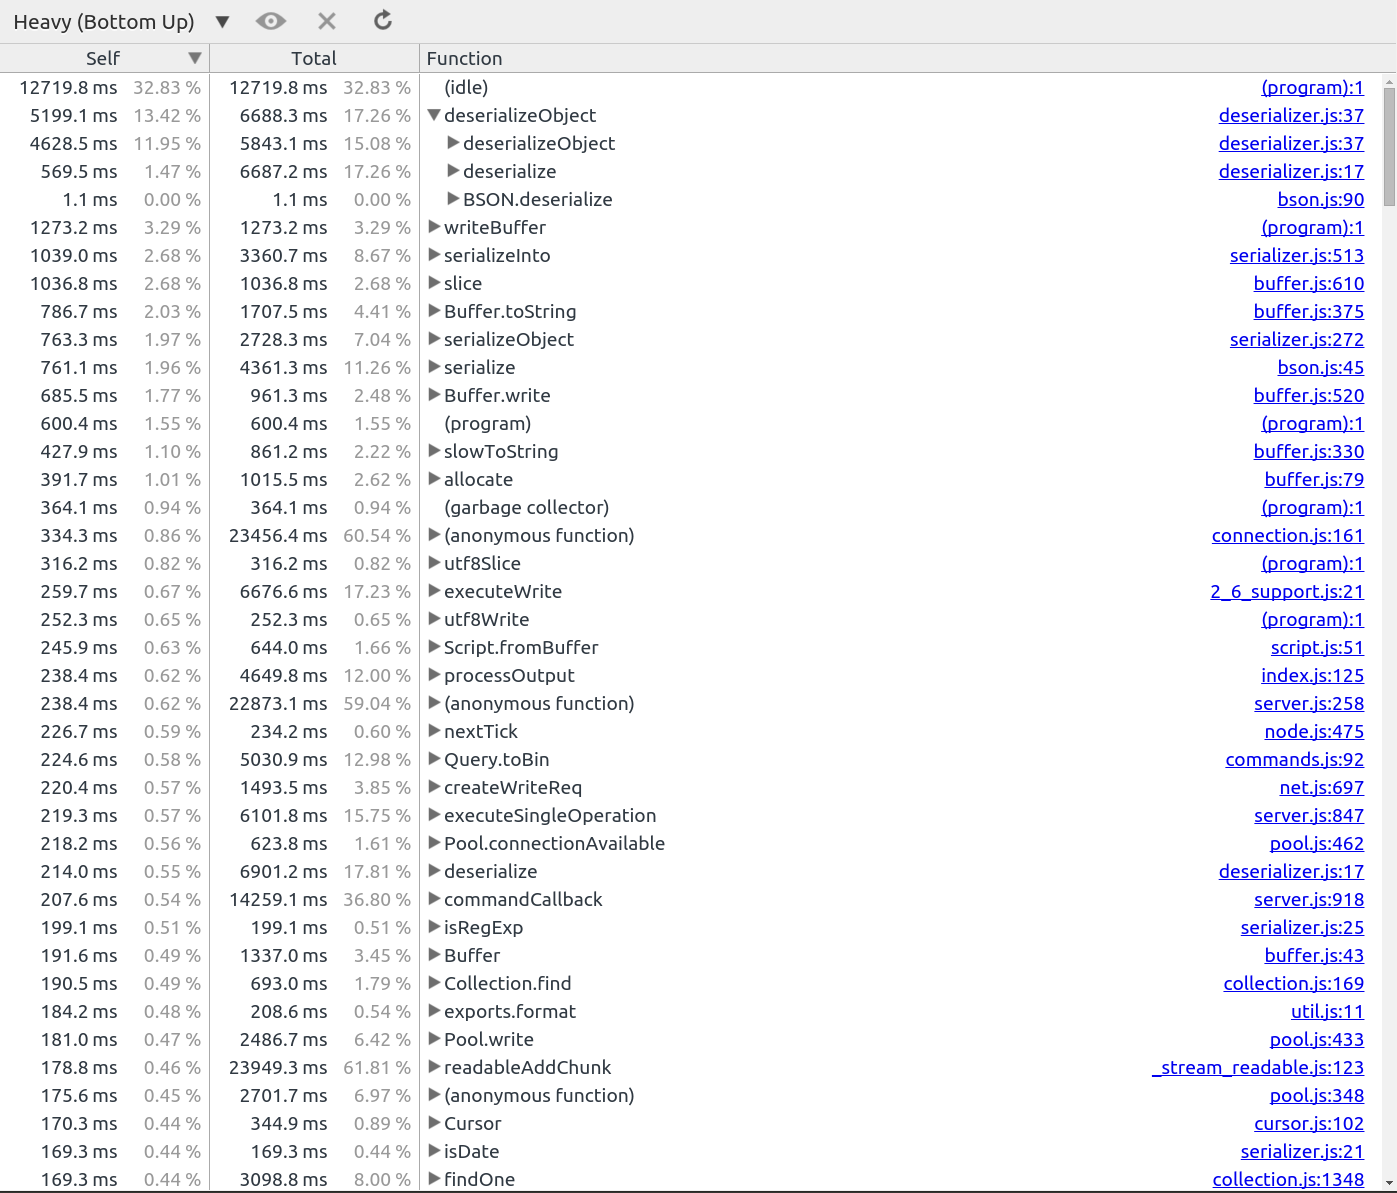 Heavy (Bottom Up)
Self Total Function
12719.8 ms 32.83 % 12719.8 ms 32.83 % (idle) (program):1
5199.1 ms 13.42 % 6688.3 ms 17.26 % deserializeObject deserializer.js:37
4628.5 ms 11.95 % 5843.1 ms 15.08 % deserializeObject deserializer.js:37
569.5 ms 1.47 % 6687.2 ms 17.26 % deserialize deserializer.js:17
1.1 ms 0.00 % 1.1 ms 0.00 % BSON.deserialize bson.js:90
1273.2 ms 3.29 % 1273.2 ms 3.29 % writeBuffer (program):1
1039.0 ms 2.68 % 3360.7 ms 8.67 % serializeInto serializer.js:513
1036.8 ms 2.68 % 1036.8 ms 2.68 % slice buffer.js:610
786.7 ms 2.03 % 1707.5 ms 4.41 % Buffer.toString buffer.js:375
763.3 ms 1.97 % 2728.3 ms 7.04 % serializeObject serializer.js:272
761.1 ms 1.96 % 4361.3 ms 11.26 % serialize bson.js:45
685.5 ms 1.77 % 961.3 ms 2.48 % Buffer.write buffer.js:520
600.4 ms 1.55 % 600.4 ms 1.55 % (program) (program):1
427.9 ms 1.10 % 861.2 ms 2.22 % slowToString buffer.js:330
391.7 ms 1.01 % 1015.5 ms 2.62 % allocate buffer.js:79
364.1 ms 0.94 % 364.1 ms 0.94 % (garbage collector) (program):1
334.3 ms 0.86 % 23456.4 ms 60.54 % (anonymous function) connection.js:161
316.2 ms 0.82 % 316.2 ms 0.82 % utf8Slice (program):1
259.7 ms 0.67 % 6676.6 ms 17.23 % executeWrite 2_6_support.js:21
252.3 ms 0.65 % 252.3 ms 0.65 % utf8Write (program):1
245.9 ms 0.63 % 644.0 ms 1.66 % Script.fromBuffer script.js:51
238.4 ms 0.62 % 4649.8 ms 12.00 % processOutput index.js:125
238.4 ms 0.62 % 22873.1 ms 59.04 % (anonymous function) server.js:258
226.7 ms 0.59 % 234.2 ms 0.60 % nextTick node.js:475
224.6 ms 0.58 % 5030.9 ms 12.98 % Query.toBin commands.js:92
220.4 ms 0.57 % 1493.5 ms 3.85 % createWriteReq net.js:697
219.3 ms 0.57 % 6101.8 ms 15.75 % executeSingleOperation server.js:847
218.2 ms 0.56 % 623.8 ms 1.61 % Pool.connectionAvailable pool.js:462
214.0 ms 0.55 % 6901.2 ms 17.81 % deserialize deserializer.js:17
207.6 ms 0.54 % 14259.1 ms 36.80 % commandCallback server.js:918
199.1 ms 0.51 % 199.1 ms 0.51 % isRegExp serializer.js:25
191.6 ms 0.49 % 1337.0 ms 3.45 % Buffer buffer.js:43
190.5 ms 0.49 % 693.0 ms 1.79 % Collection.find collection.js:169
184.2 ms 0.48 % 208.6 ms 0.54 % exports.format util.js:11
181.0 ms 0.47 % 2486.7 ms 6.42 % Pool.write pool.js:433
178.8 ms 0.46 % 23949.3 ms 61.81 % readableAddChunk _stream_readable.js:123
175.6 ms 0.45 % 2701.7 ms 6.97 % (anonymous function) pool.js:348
170.3 ms 0.44 % 344.9 ms 0.89 % Cursor cursor.js:102
169.3 ms 0.44 % 169.3 ms 0.44 % isDate serializer.js:21
169.3 ms 0.44 % 3098.8 ms 8.00 % findOne collection.js:1348